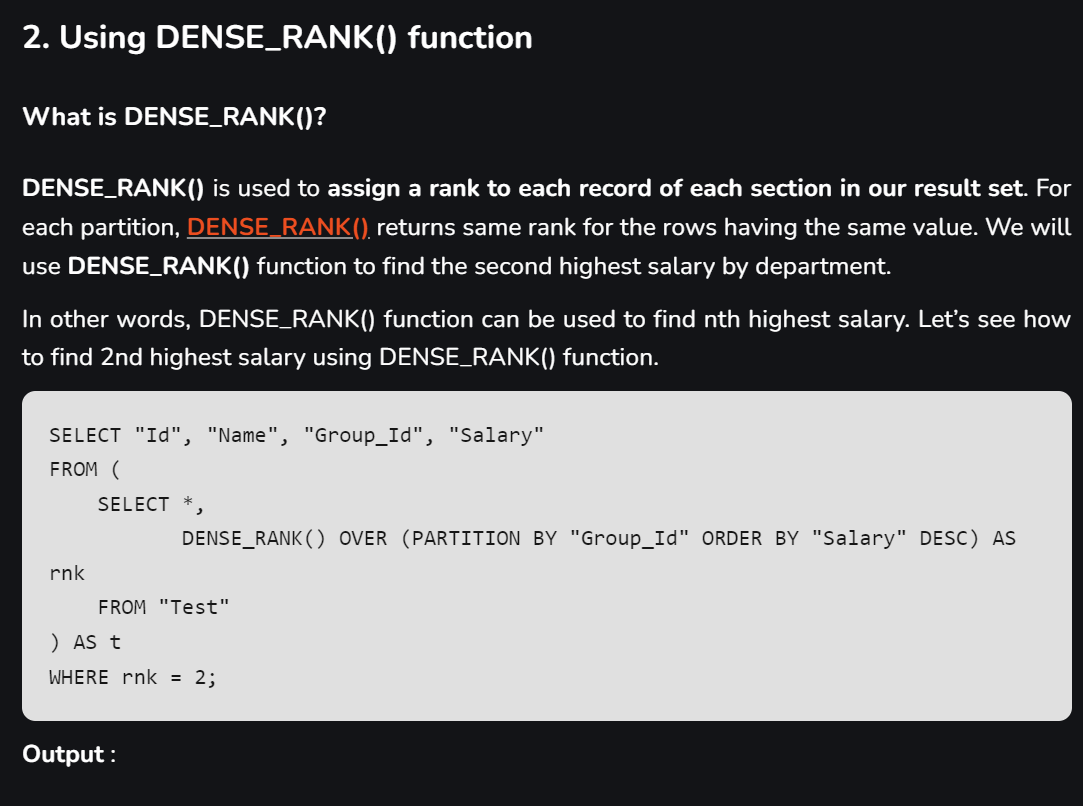 2. Using DENSE_RANK() function
What is DENSE_RANK()?
DENSE_RANK() is used to assign a rank to each record of each section in our result set. For
each partition, DENSE_RANK() returns same rank for the rows having the same value. We will
use DENSE_RANK() function to find the second highest salary by department.
In other words, DENSE_RANK() function can be used to find nth highest salary. Let’s see how
to find 2nd highest salary using DENSE_RANK() function.
SELECT "Id", "Name", "Group_Id", "Salary"
FROM (
    SELECT *,
           DENSE_RANK() OVER (PARTITION BY "Group_Id" ORDER BY "Salary" DESC) AS
rnk
    FROM "Test"
) AS t
WHERE rnk = 2;
Output :